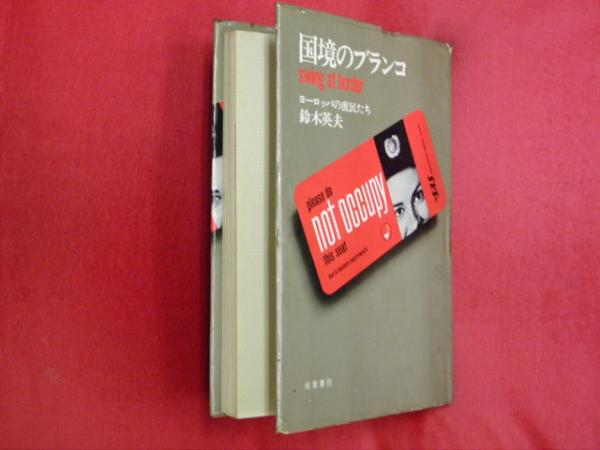 国境のブランコ
swing at border
ヨーロッパの庶民たち
鈴木英夫
please do
not occupy
this seat
SAS